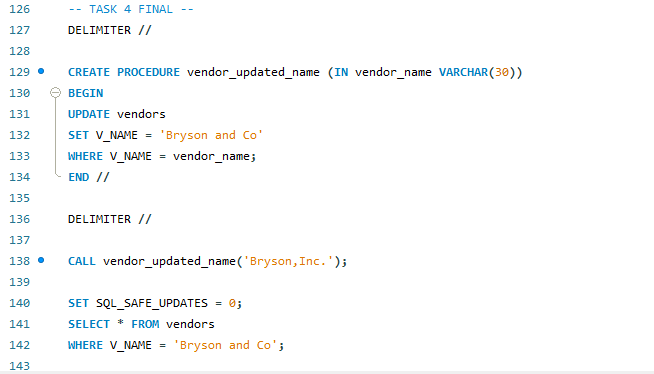 126 -- TASK 4 FINAL --
127 DELIMITER //
128
129 CREATE PROCEDURE vendor_updated_name (IN vendor_name VARCHAR(30))
130 BEGIN
131 UPDATE vendors
132 SET V_NAME = 'Bryson and Co'
133 WHERE V_NAME = vendor_name;
134 END //
135
136 DELIMITER //
137
138 CALL vendor_updated_name('Bryson,Inc.');
139
140 SET SQL_SAFE_UPDATES = 0;
141 SELECT * FROM vendors
142 WHERE V_NAME = 'Bryson and Co';
143